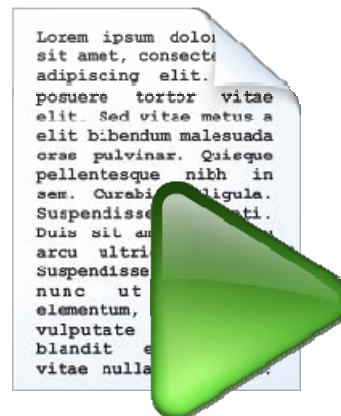 Lorem ipsum dolor
sit amet, consecte
adipiscing elit.
posuere tortor vitae
elit. Sed vitae metus a
elit bibendum malesuada
cras pulvinar. Quisque
pellentesque nibh in
sem. Curabi ligula.
Suspendisse ti.
Duis sit am
arcu ultri
Suspendisse
nunc ut
elementum,
vulputate
blandit e
vitae nulla